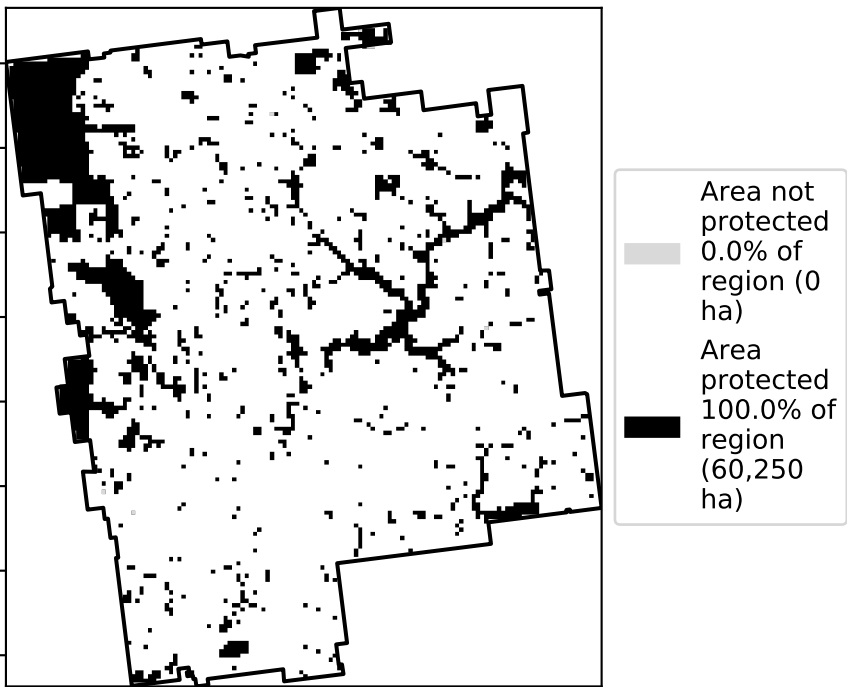 Area not
protected
0.0% of
region (0
ha)
Area
protected
100.0% of
region
(60,250
ha)